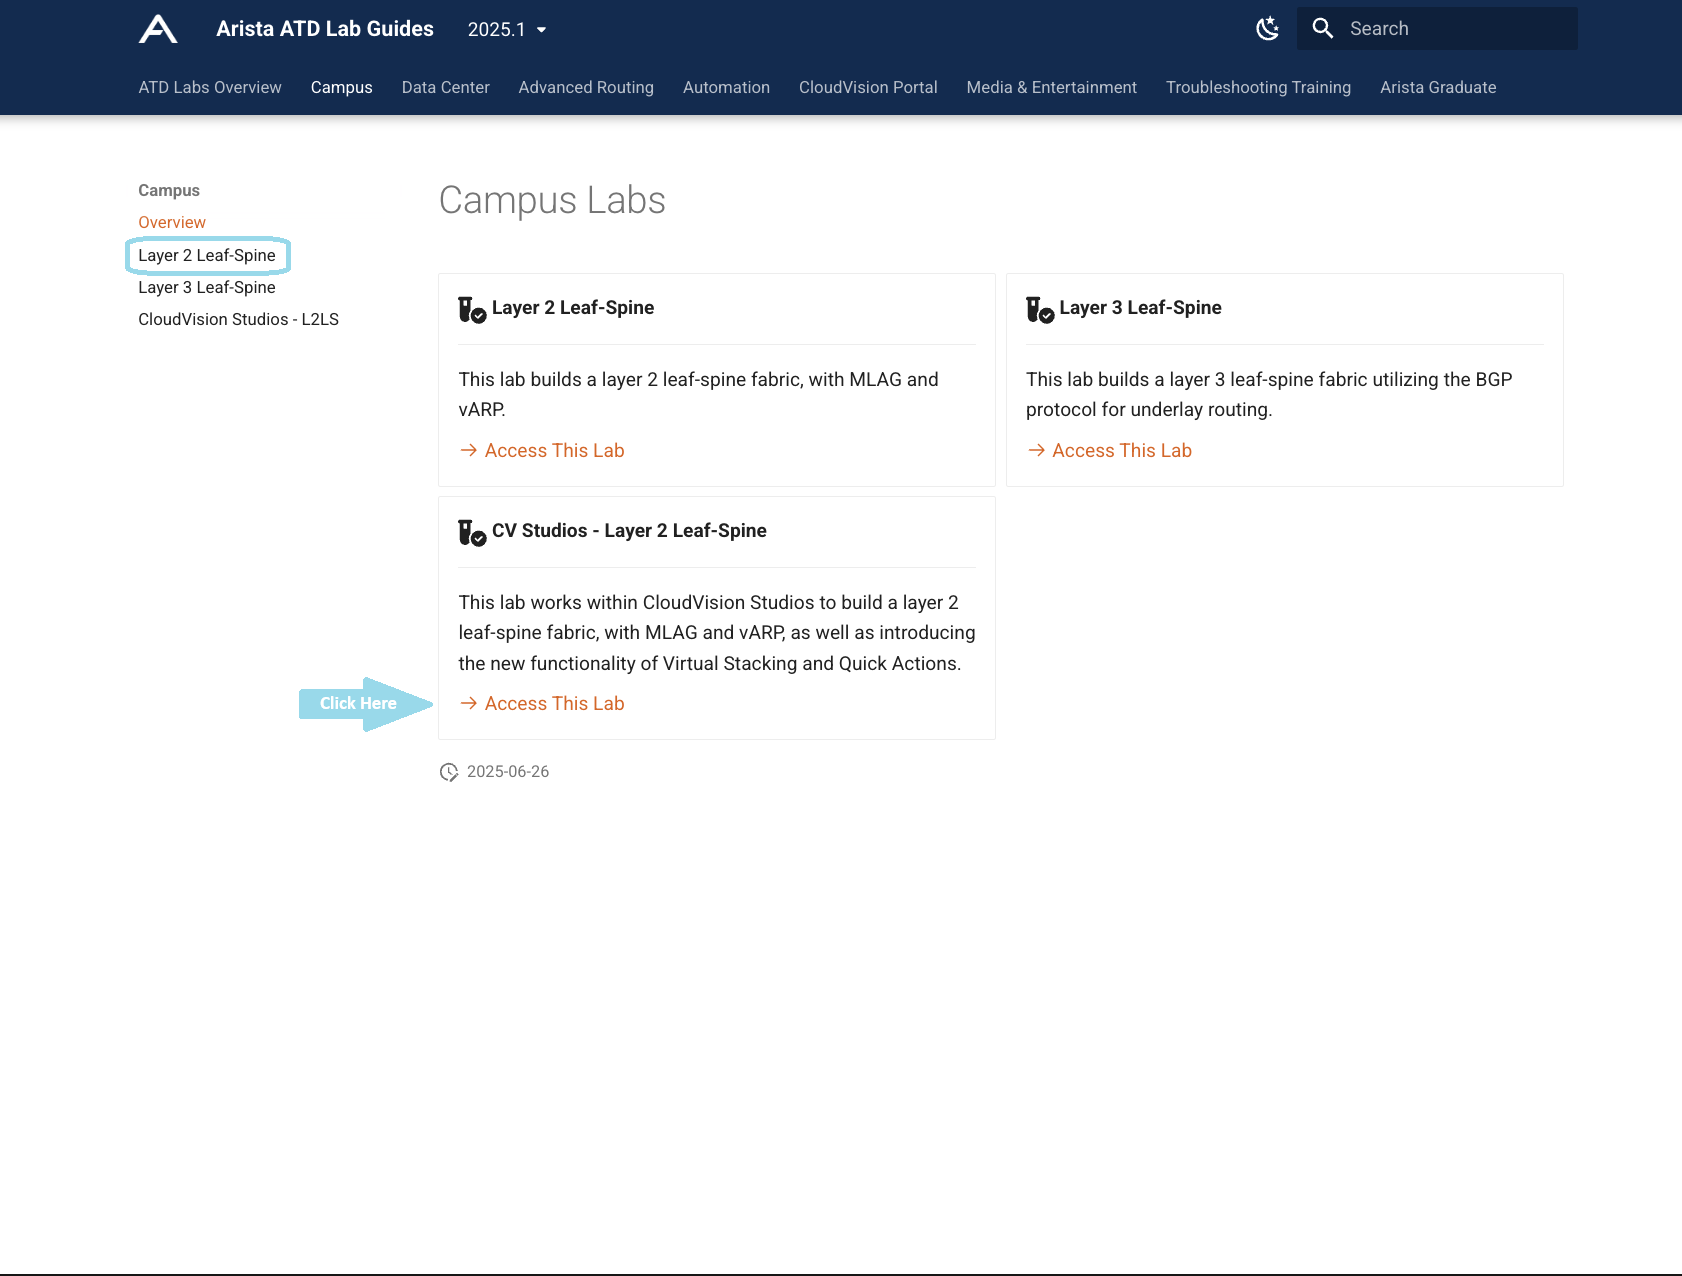 Arista ATD Lab Guides 2025.1 Search
ATD Labs Overview Campus Data Center Advanced Routing Automation CloudVision Portal Media & Entertainment Troubleshooting Training Arista Graduate
Campus
Overview
Layer 2 Leaf-Spine
Layer 3 Leaf-Spine
CloudVision Studios - L2LS
Campus Labs
Layer 2 Leaf-Spine
This lab builds a layer 2 leaf-spine fabric, with MLAG and
vARP.
→ Access This Lab
Layer 3 Leaf-Spine
This lab builds a layer 3 leaf-spine fabric utilizing the BGP
protocol for underlay routing.
→ Access This Lab
CV Studios - Layer 2 Leaf-Spine
This lab works within CloudVision Studios to build a layer 2
leaf-spine fabric, with MLAG and vARP, as well as introducing
the new functionality of Virtual Stacking and Quick Actions.
Click Here
→ Access This Lab
2025-06-26